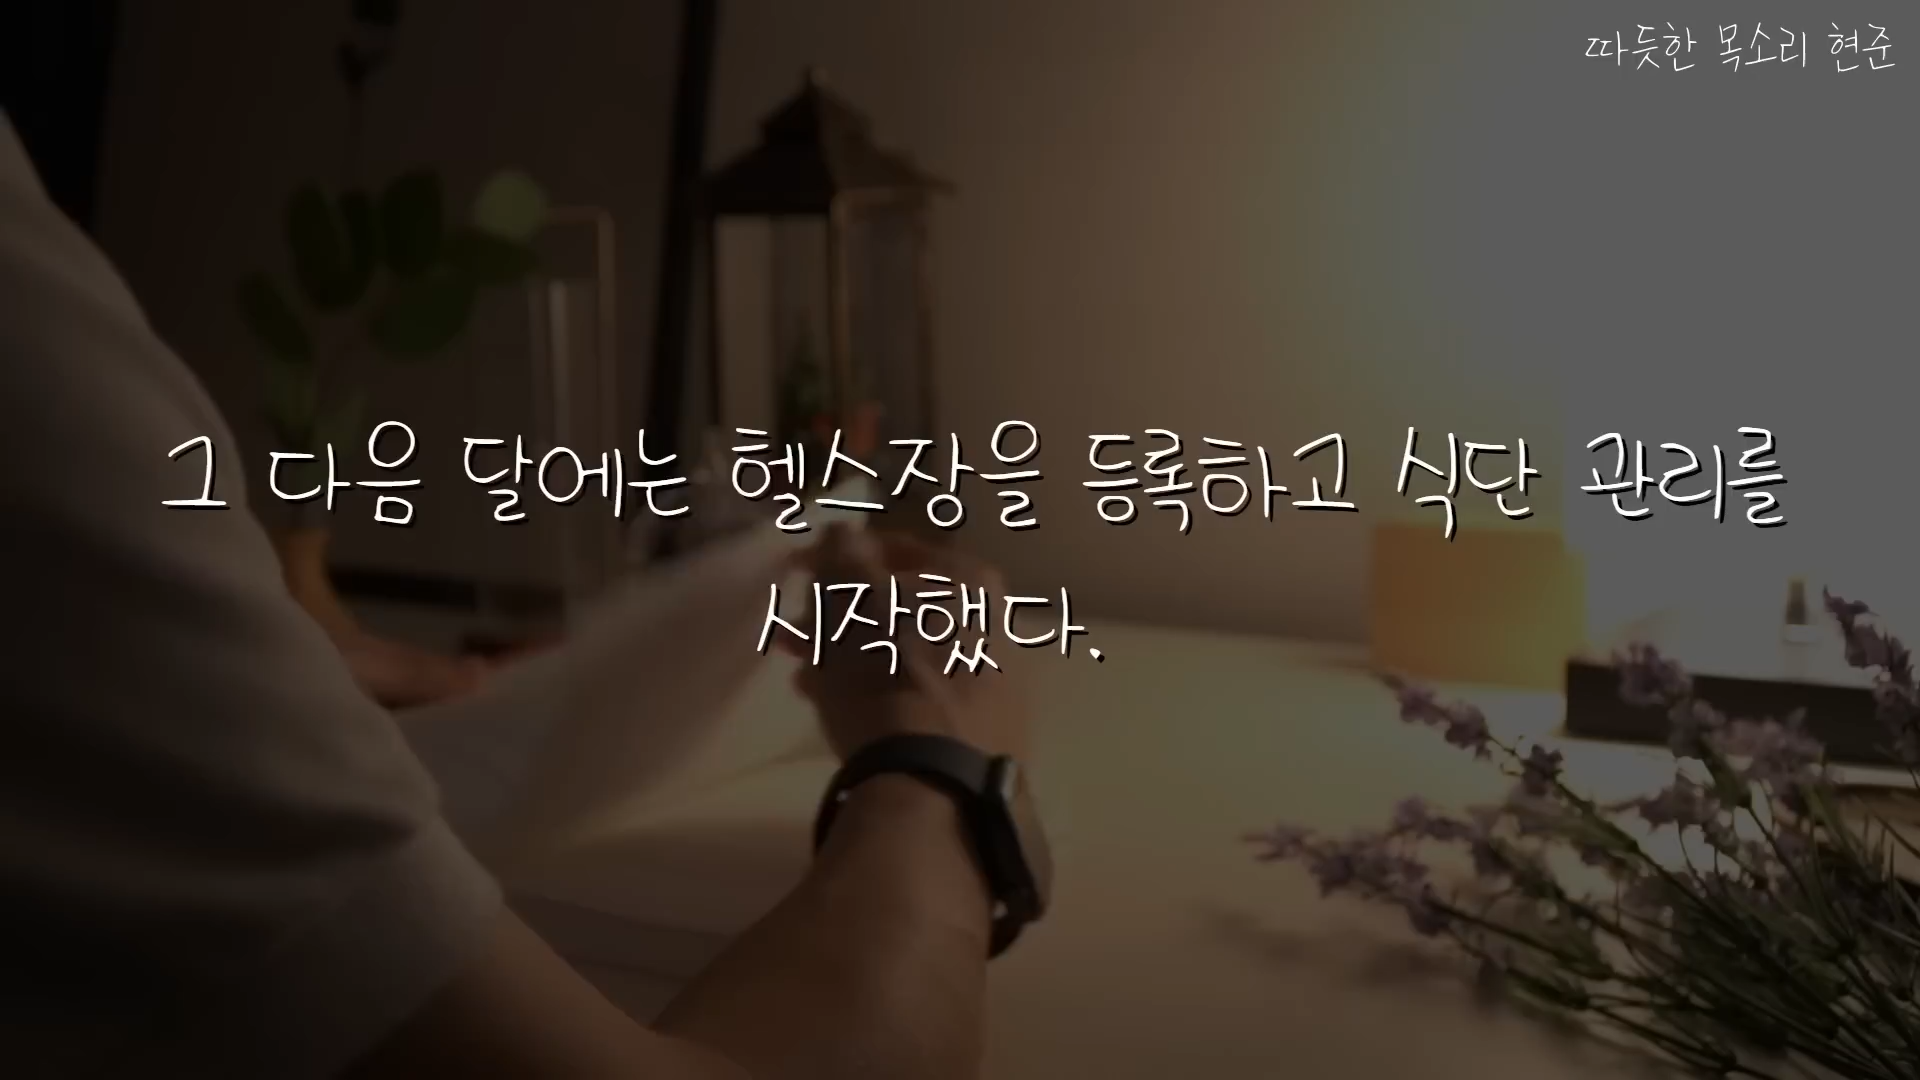 따듯한 목소리 현준
그 다음 달에는 헬스장을 등록하고 식단 관리를
시작했다.